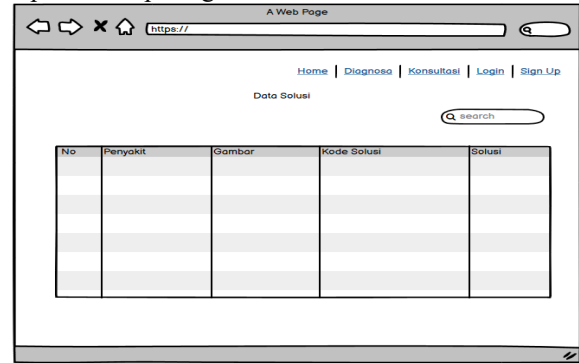 A Web Page
https://
Home | Diagnosa | Konsultasi | Login | Sign Up
Data Solusi
search
No Penyakit Gambar Kode Solusi Solusi